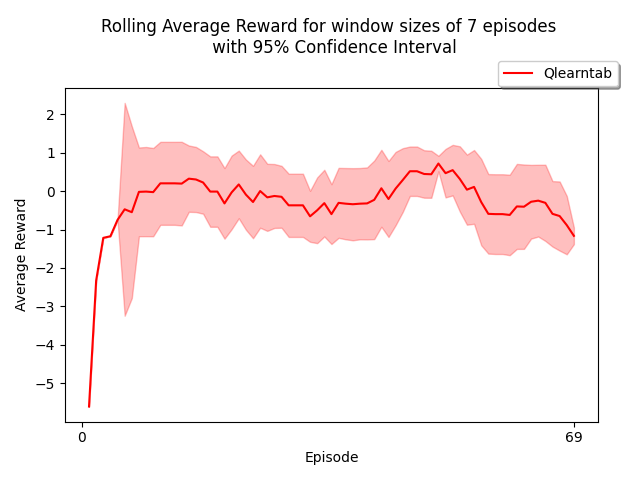 Rolling Average Reward for window sizes of 7 episodes
with 95% Confidence Interval
Qlearntab
2
1
0
−1
−2
−3
−4
−5
Average Reward
0
69
Episode